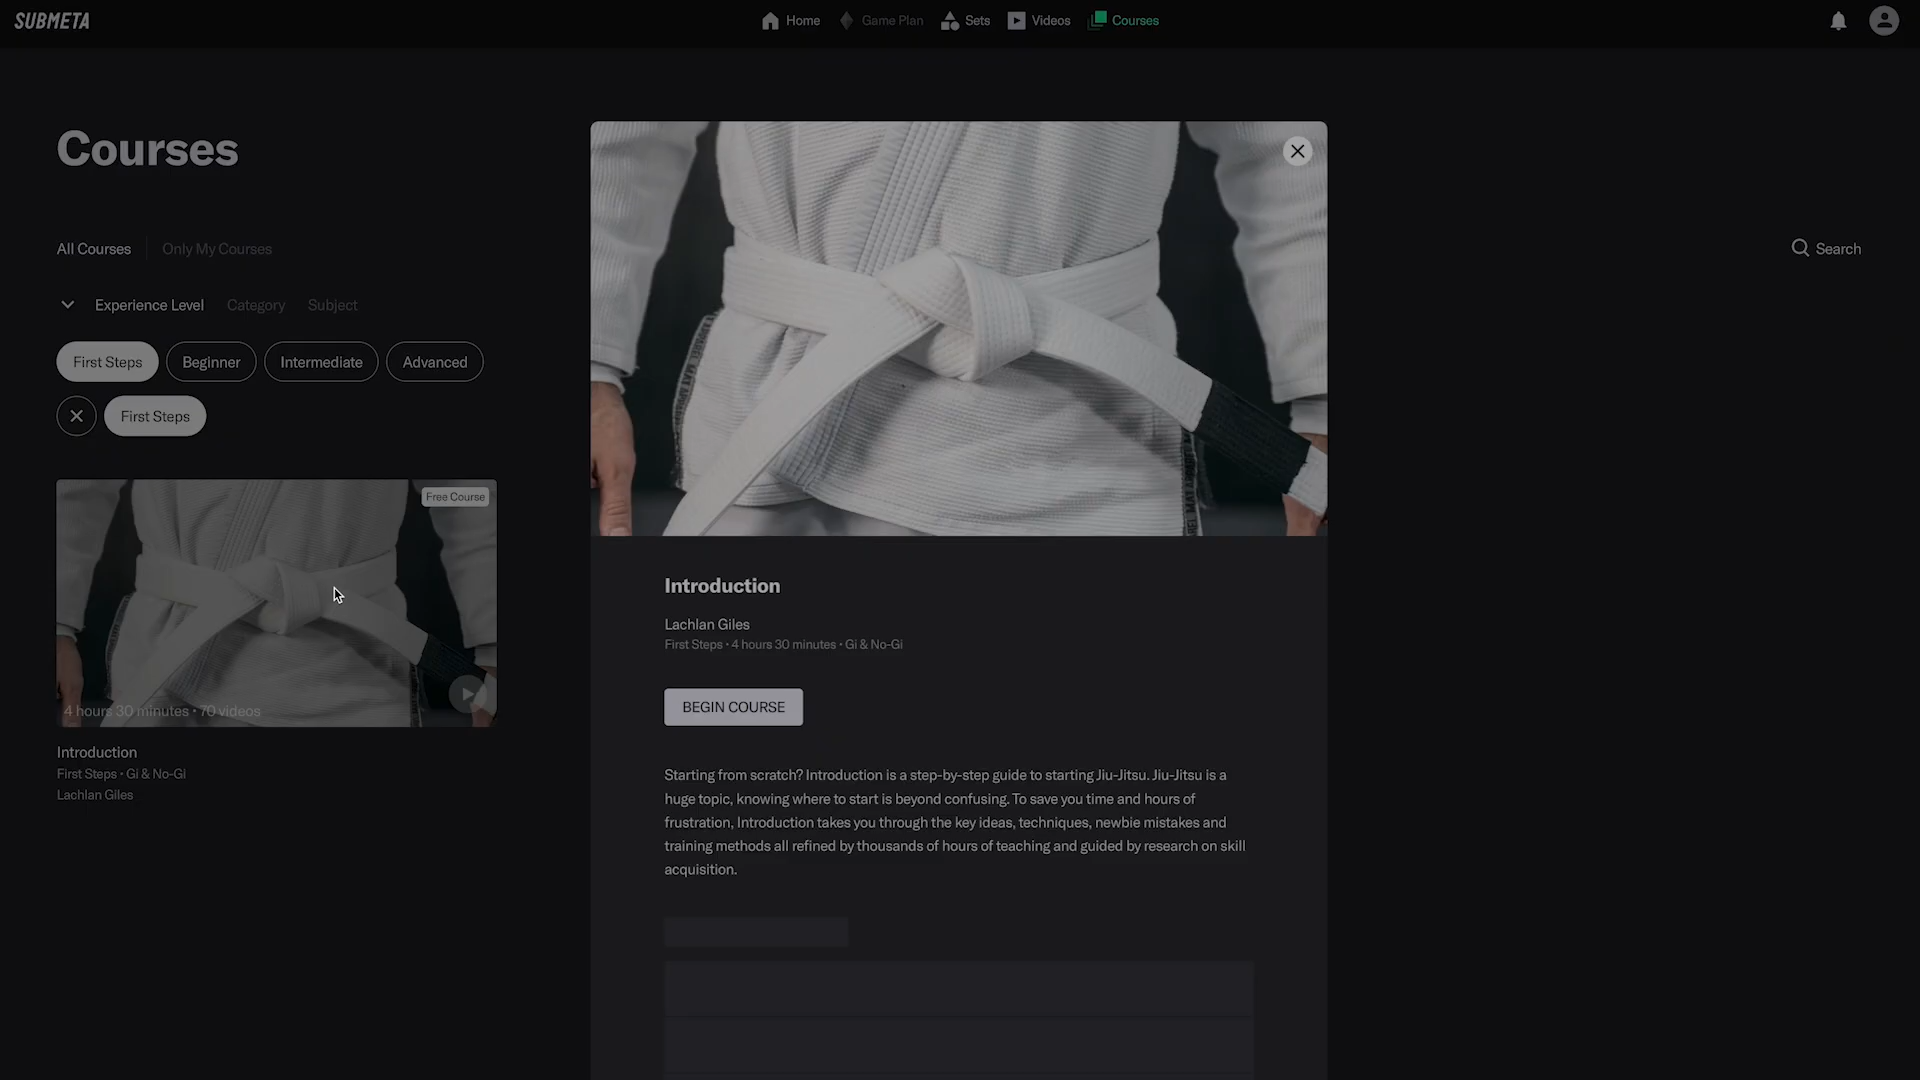 SUBMETA
Home
Game Plan
Sets
Videos
Courses
Courses
All Courses
Only My Courses
Search
Experience Level
Category
Subject
First Steps
Beginner
Intermediate
Advanced
First Steps
Free Course
4 hours 30 minutes • 70 videos
Introduction
First Steps • Gi & No-Gi
Lachlan Giles
Introduction
Lachlan Giles
First Steps • 4 hours 30 minutes • Gi & No-Gi
BEGIN COURSE
Starting from scratch? Introduction is a step-by-step guide to starting Jiu-Jitsu. Jiu-Jitsu is a
huge topic, knowing where to start is beyond confusing. To save you time and hours of
frustration, Introduction takes you through the key ideas, techniques, newbie mistakes and
training methods all refined by thousands of hours of teaching and guided by research on skill
acquisition.